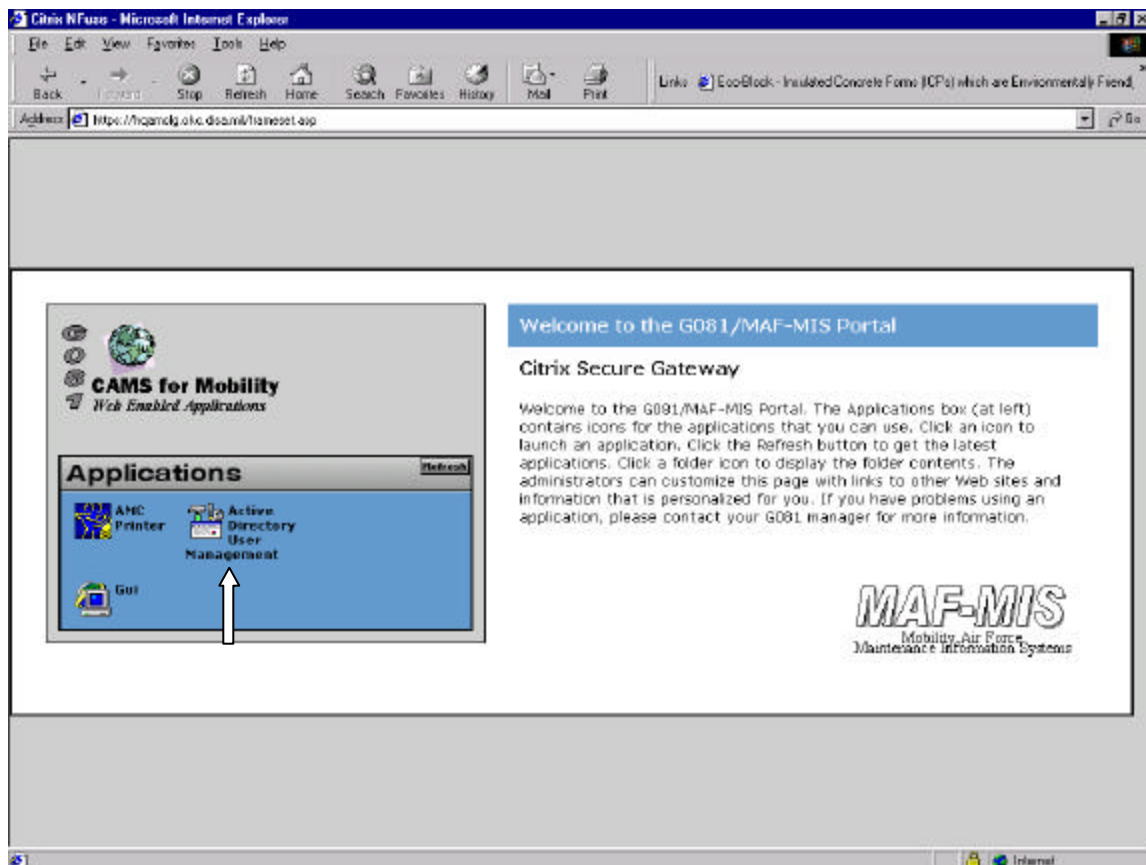 Citrix NFuse - Microsoft Internet Explorer
File Edit View Favorites Tools Help
Back Forward Stop Refresh Home Search Favorites History Mail Print Links EcoBlock - Insulated Concrete Forms (ICFs) which are Environmentally Friend,
Address Go
G081
CAMS for Mobility
Web Enabled Applications
Applications
Refresh
AMC Printer
Active Directory User Management
GUI
Welcome to the G081/MAF-MIS Portal
Citrix Secure Gateway
Welcome to the G081/MAF-MIS Portal. The Applications box (at left)
contains icons for the applications that you can use. Click an icon to
launch an application. Click the Refresh button to get the latest
applications. Click a folder icon to display the folder contents. The
administrators can customize this page with links to other Web sites and
information that is personalized for you. If you have problems using an
application, please contact your G081 manager for more information.
MAF-MIS
Mobility Air Force
Maintenance Information Systems
Internet